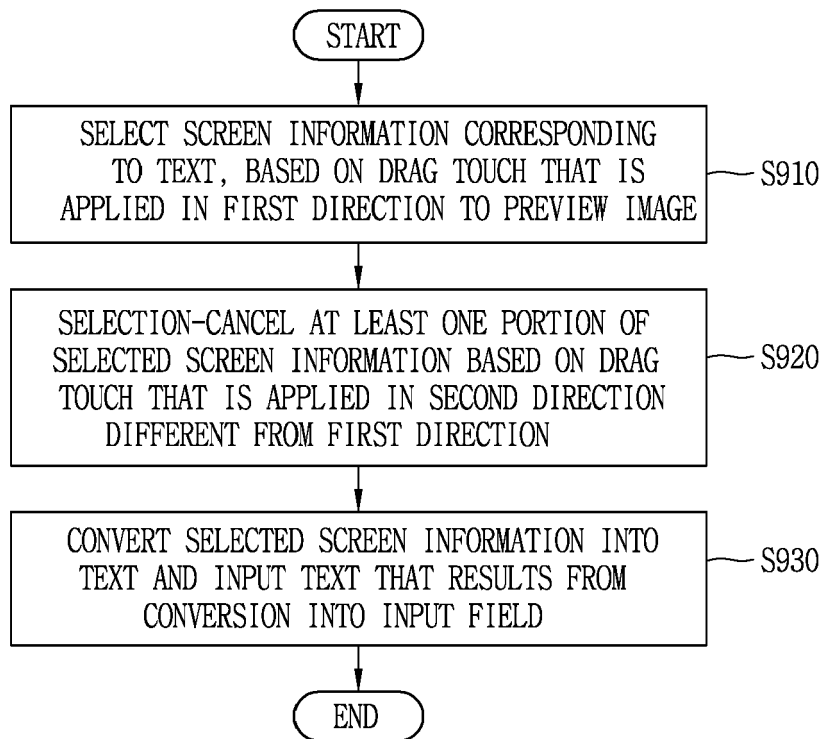 START
SELECT SCREEN INFORMATION CORRESPONDING
TO TEXT, BASED ON DRAG TOUCH THAT IS
APPLIED IN FIRST DIRECTION TO PREVIEW IMAGE
S910
SELECTION-CANCEL AT LEAST ONE PORTION OF
SELECTED SCREEN INFORMATION BASED ON DRAG
TOUCH THAT IS APPLIED IN SECOND DIRECTION
DIFFERENT FROM FIRST DIRECTION
S920
CONVERT SELECTED SCREEN INFORMATION INTO
TEXT AND INPUT TEXT THAT RESULTS FROM
CONVERSION INTO INPUT FIELD
S930
END